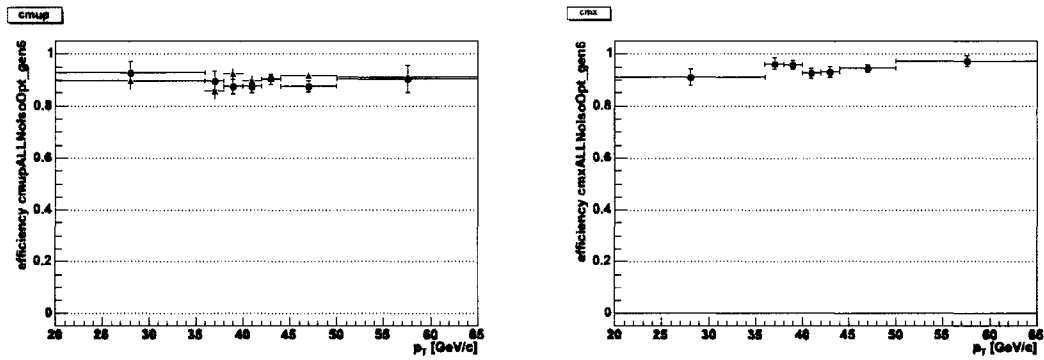 cmup
efficiency cmupALLNoisoOpt_gen6
1
0.8
0.6
0.4
0.2
0
20 25 30 35 40 45 50 55 60 65
p_T [GeV/c]
cmx
efficiency cmxALLNoisoOpt_gen6
1
0.8
0.6
0.4
0.2
0
20 25 30 35 40 45 50 55 60 65
p_T [GeV/c]